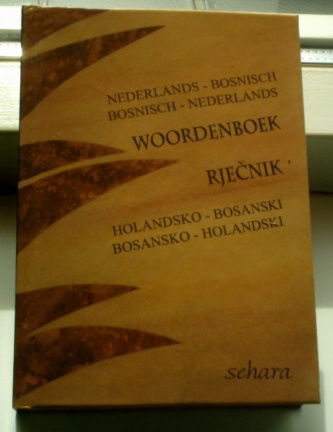 NEDERLANDS - BOSNISCH
BOSNISCH - NEDERLANDS
WOORDENBOEK
RJEČNIK
HOLANDSKO - BOSANSKI
BOSANSKO - HOLANDSKI
sehara